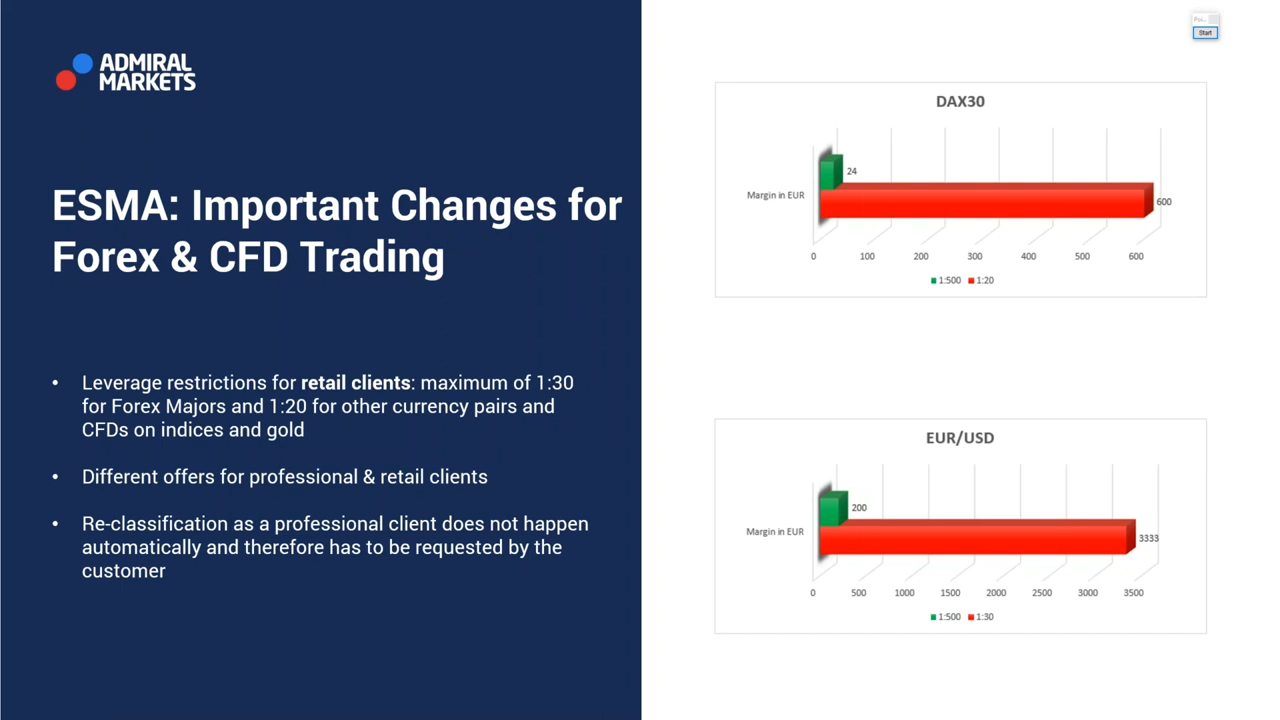 ADMIRAL
MARKETS
ESMA: Important Changes for
Forex & CFD Trading
• Leverage restrictions for retail clients: maximum of 1:30
for Forex Majors and 1:20 for other currency pairs and
CFDs on indices and gold
• Different offers for professional & retail clients
• Re-classification as a professional client does not happen
automatically and therefore has to be requested by the
customer
Start
DAX30
24
Margin in EUR
600
0 100 200 300 400 500 600
1:500 1:20
EUR/USD
200
Margin in EUR
3333
0 500 1000 1500 2000 2500 3000 3500
1:500 1:30